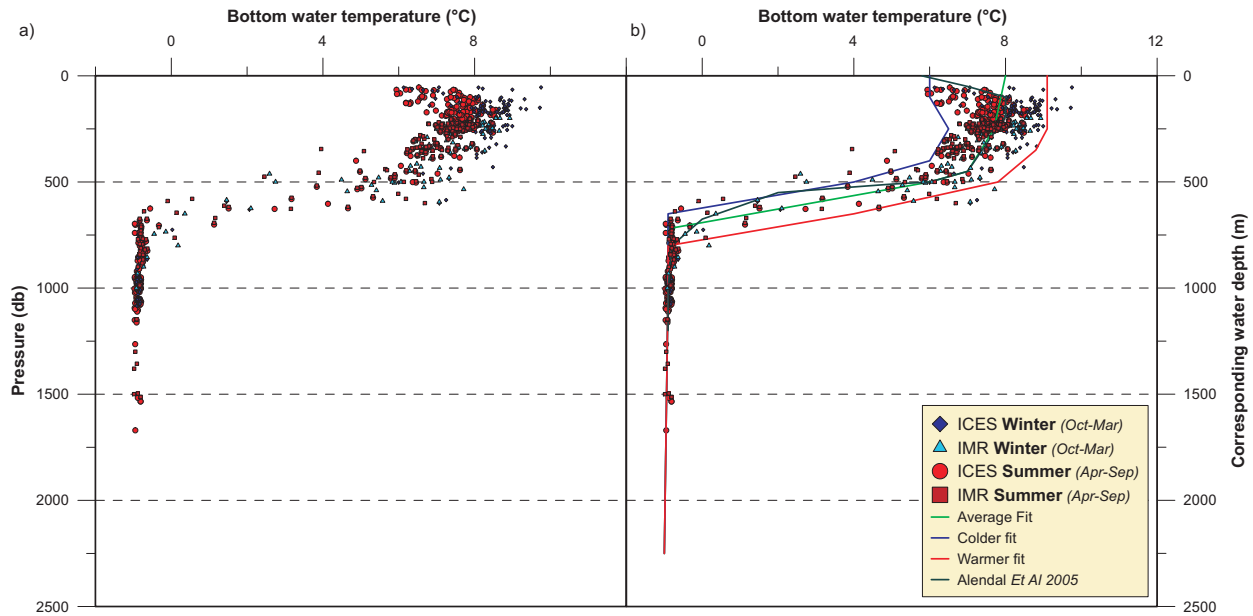 Bottom water temperature (°C)
Bottom water temperature (°C)
a)
0
4
8
b)
0
4
8
12
0
500
1000
1500
2000
2500
Pressure (db)
0
500
1000
1500
2000
2500
Corresponding water depth (m)
ICES Winter (Oct-Mar)
IMR Winter (Oct-Mar)
ICES Summer (Apr-Sep)
IMR Summer (Apr-Sep)
Average Fit
Colder fit
Warmer fit
Alendal Et Al 2005